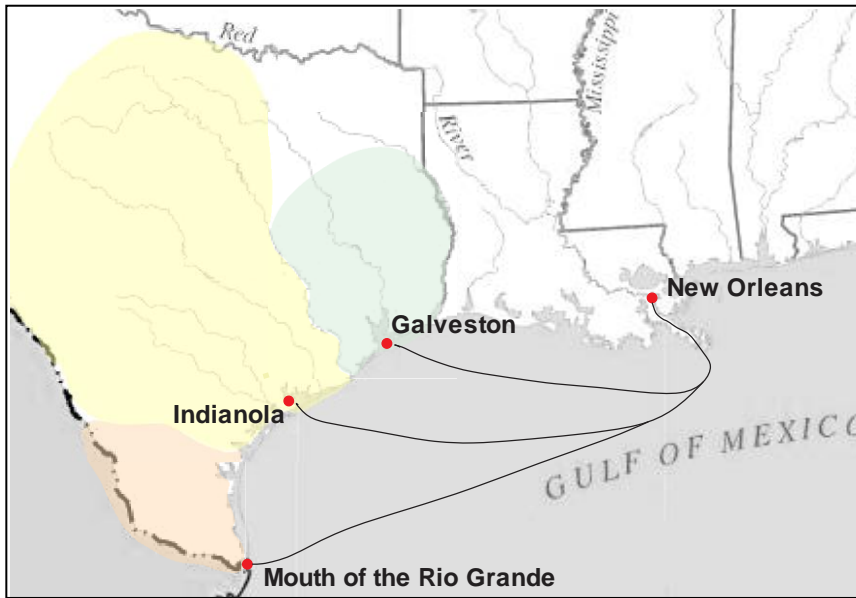 Red
Mississippi
River
New Orleans
Galveston
Indianola
GULF OF MEXICO
Mouth of the Rio Grande